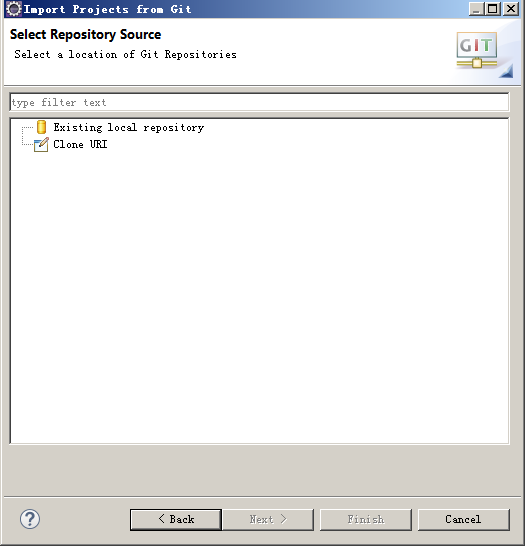 Import Projects from Git
Select Repository Source
Select a location of Git Repositories
GIT
type filter text
Existing local repository
Clone URI
?
< Back
Next >
Finish
Cancel